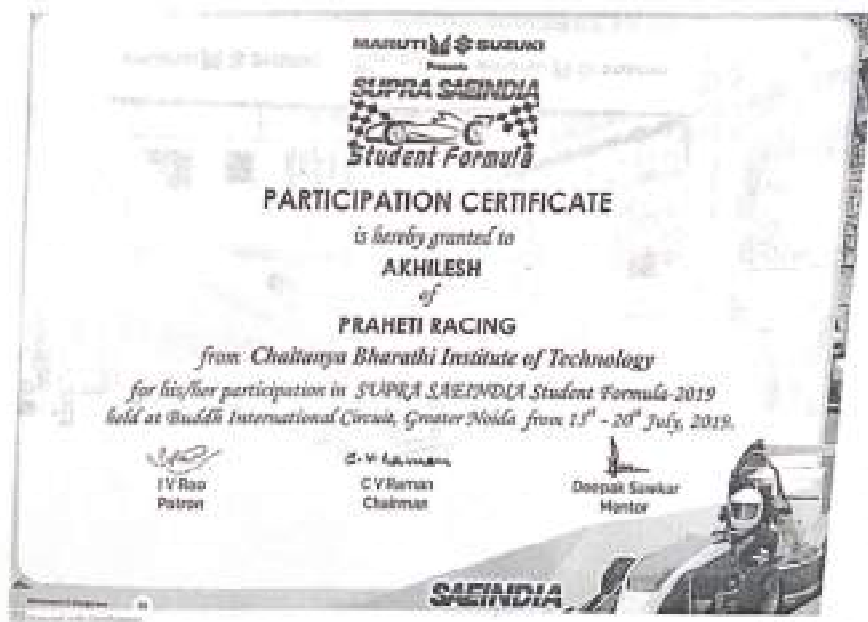 MARUTI SUZUKI
Presents
SUPRA SAEINDIA
Student Formula
PARTICIPATION CERTIFICATE
is hereby granted to
AKHILESH
of
PRAHETI RACING
from Chaitanya Bharathi Institute of Technology
for his/her participation in SUPRA SAEINDIA Student Formula-2019
held at Buddh International Circuit, Greater Noida from 15th - 20th July, 2019.
I V Rao
Patron
C V Raman
Chairman
Deepak Sawkar
Mentor
SAEINDIA